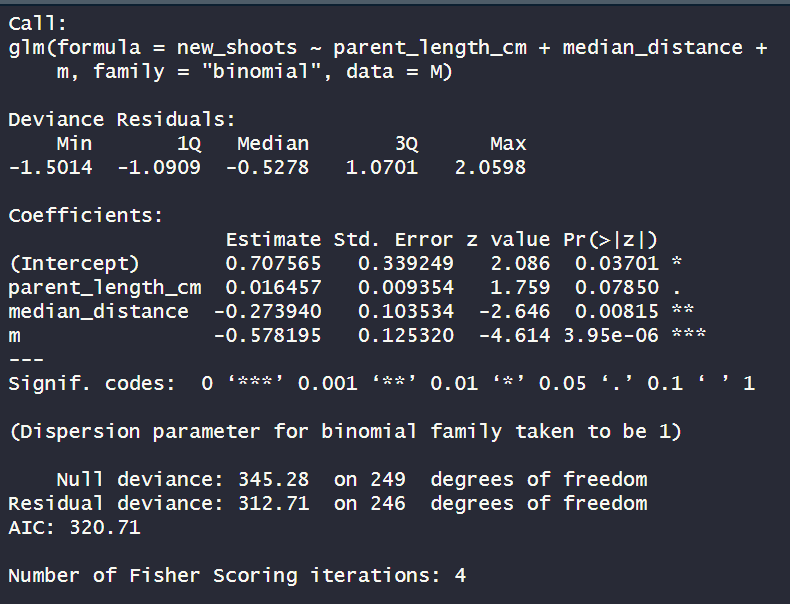 Call:
glm(formula = new_shoots ~ parent_length_cm + median_distance +
    m, family = "binomial", data = M)

Deviance Residuals:
    Min       1Q   Median       3Q      Max
-1.5014  -1.0909  -0.5278   1.0701   2.0598

Coefficients:
                  Estimate Std. Error z value Pr(>|z|)
(Intercept)       0.707565   0.339249   2.086  0.03701 *
parent_length_cm  0.016457   0.009354   1.759  0.07850 .
median_distance  -0.273940   0.103534  -2.646  0.00815 **
m                -0.578195   0.125320  -4.614 3.95e-06 ***
---
Signif. codes:  0 ‘***’ 0.001 ‘**’ 0.01 ‘*’ 0.05 ‘.’ 0.1 ‘ ’ 1

(Dispersion parameter for binomial family taken to be 1)

    Null deviance: 345.28  on 249  degrees of freedom
Residual deviance: 312.71  on 246  degrees of freedom
AIC: 320.71

Number of Fisher Scoring iterations: 4